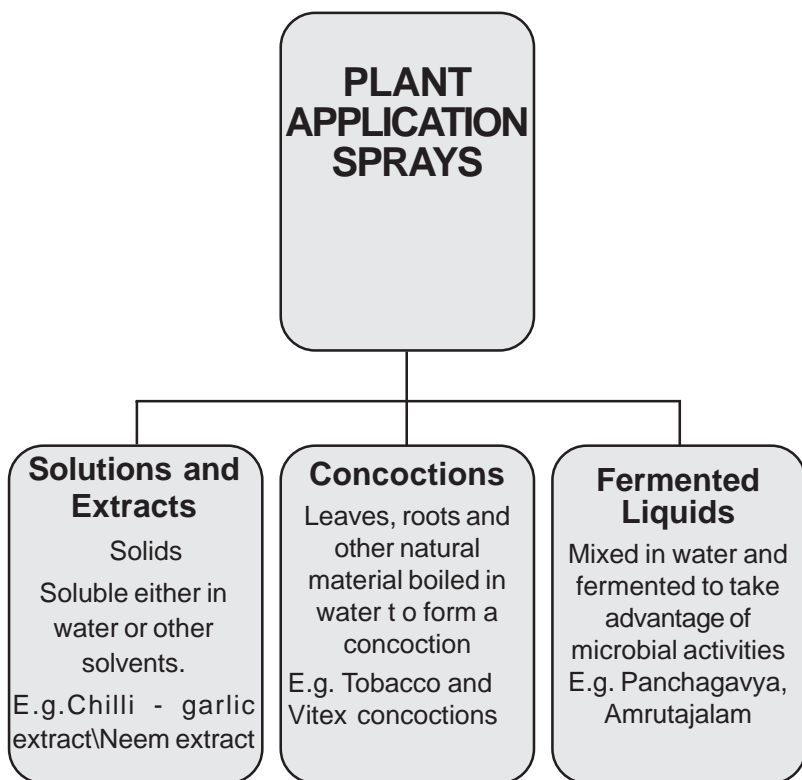 PLANT
APPLICATION
SPRAYS
Solutions and
Extracts
Solids
Soluble either in
water or other
solvents.
E.g.Chilli - garlic
extract\Neem extract
Concoctions
Leaves, roots and
other natural
material boiled in
water t o form a
concoction
E.g. Tobacco and
Vitex concoctions
Fermented
Liquids
Mixed in water and
fermented to take
advantage of
microbial activities
E.g. Panchagavya,
Amrutajalam